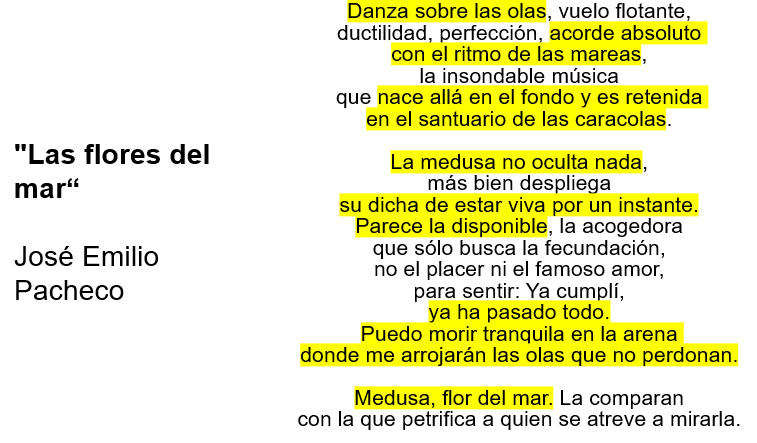 "Las flores del
mar“
José Emilio
Pacheco
Danza sobre las olas, vuelo flotante,
ductilidad, perfección, acorde absoluto
con el ritmo de las mareas,
la insondable música
que nace allá en el fondo y es retenida
en el santuario de las caracolas.
La medusa no oculta nada,
más bien despliega
su dicha de estar viva por un instante.
Parece la disponible, la acogedora
que sólo busca la fecundación,
no el placer ni el famoso amor,
para sentir: Ya cumplí,
ya ha pasado todo.
Puedo morir tranquila en la arena
donde me arrojarán las olas que no perdonan.
Medusa, flor del mar. La comparan
con la que petrifica a quien se atreve a mirarla.